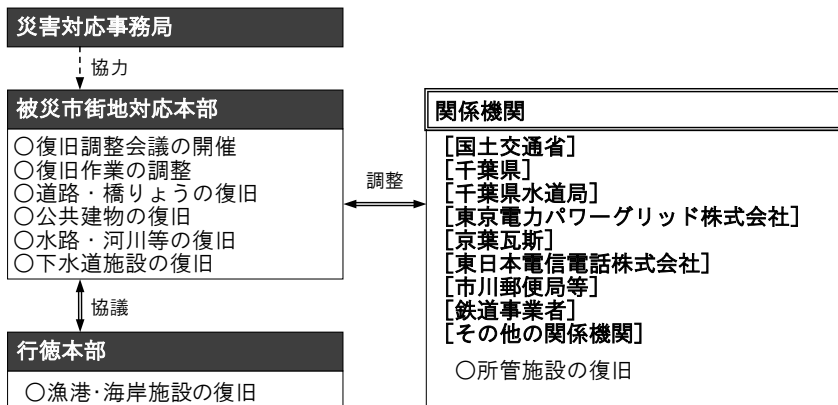 災害対応事務局
協力
被災市街地対応本部
〇復旧調整会議の開催
〇復旧作業の調整
〇道路・橋りょうの復旧
〇公共建物の復旧
〇水路・河川等の復旧
〇下水道施設の復旧
協議
行徳本部
〇漁港･海岸施設の復旧
調整
関係機関
[国土交通省]
[千葉県]
[千葉県水道局]
[東京電力パワーグリッド株式会社]
[京葉瓦斯]
[東日本電信電話株式会社]
[市川郵便局等]
[鉄道事業者]
[その他の関係機関]
〇所管施設の復旧